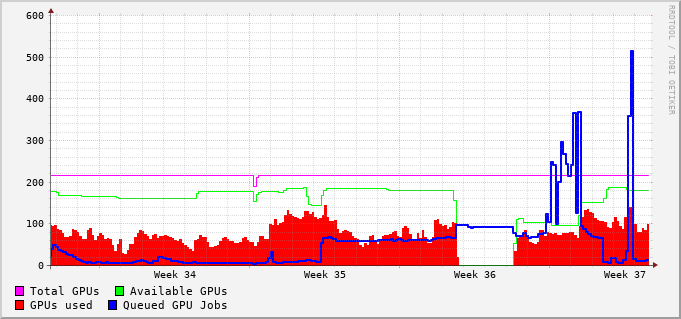 600
500
400
300
200
100
0
Week 34 Week 35 Week 36 Week 37
Total GPUs Available GPUs
GPUs used Queued GPU Jobs
RRDTOOL / TOBI OETIKER